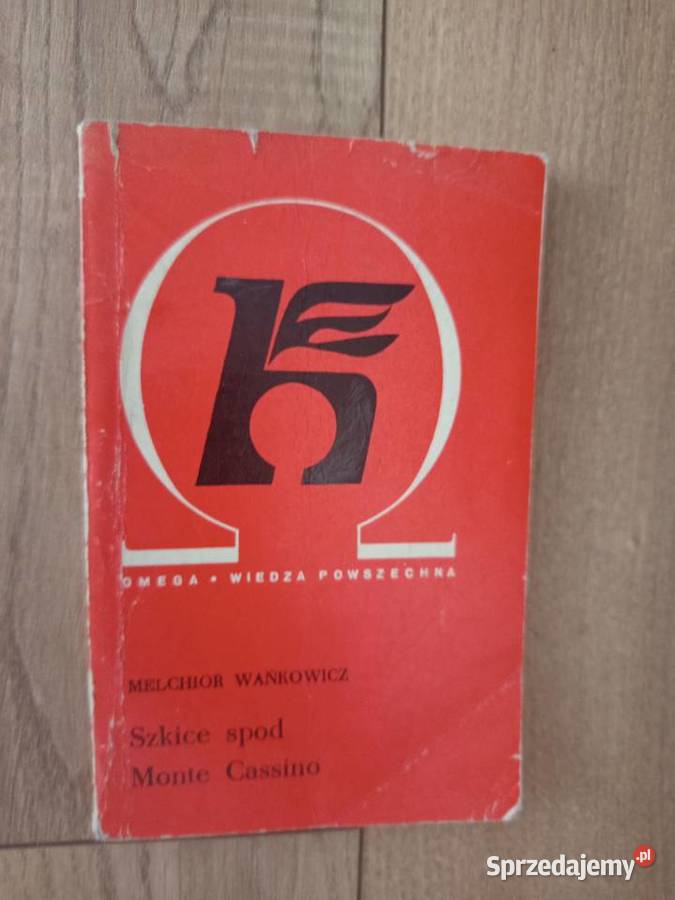 OMEGA • WIEDZA POWSZECHNA
MELCHIOR WAŃKOWICZ
Szkice spod
Monte Cassino
Sprzedajemy.pl